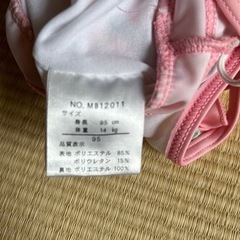 NO. MB12011
サイズ
身長 95 cm
体重 14 kg
95
品質表示
表地 ポリエステル 85%
ポリウレタン 15%
裏地 ポリエステル 100%